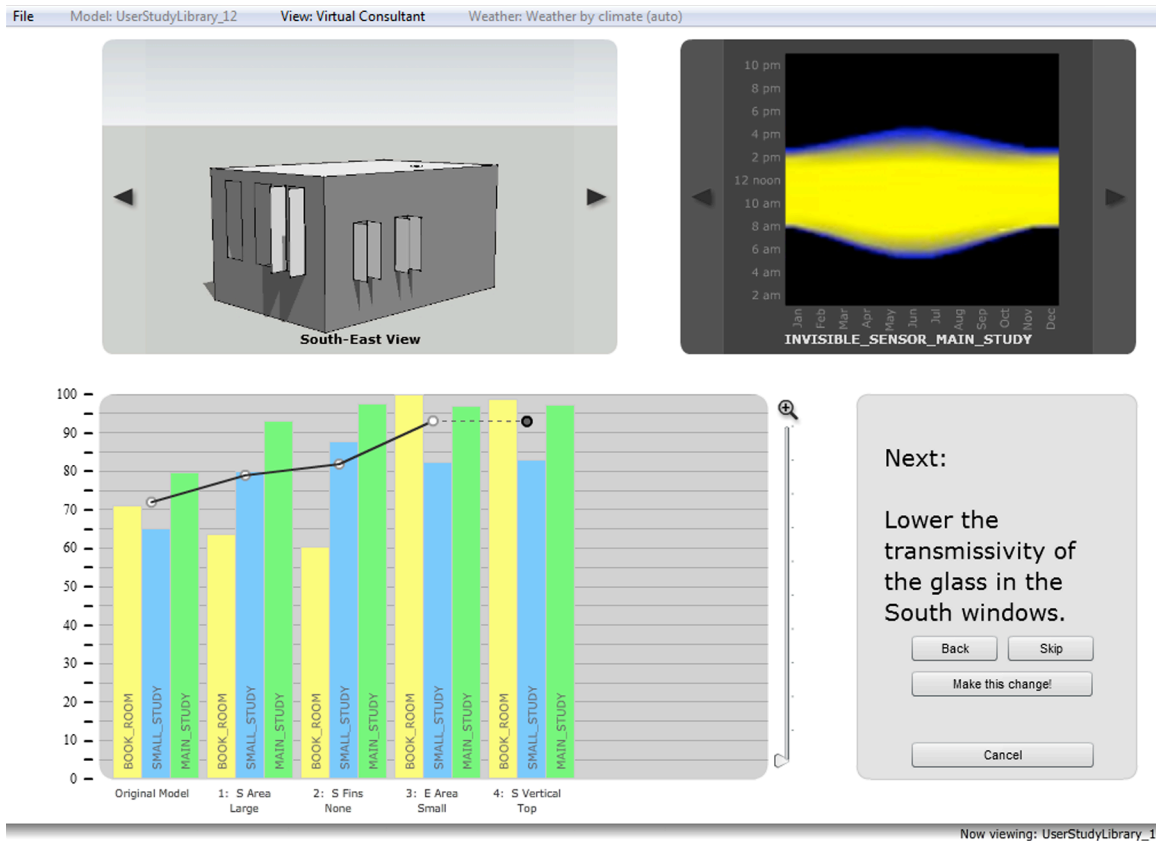 File Model: UserStudyLibrary_12 View: Virtual Consultant Weather: Weather by climate (auto)
South-East View
10 pm
8 pm
6 pm
4 pm
2 pm
12 noon
10 am
8 am
6 am
4 am
2 am
Jan Feb Mar Apr May Jun Jul Aug Sep Oct Nov Dec
INVISIBLE_SENSOR_MAIN_STUDY
100
90
80
70
60
50
40
30
20
10
0
BOOK_ROOM SMALL_STUDY MAIN_STUDY BOOK_ROOM SMALL_STUDY MAIN_STUDY BOOK_ROOM SMALL_STUDY MAIN_STUDY BOOK_ROOM SMALL_STUDY MAIN_STUDY BOOK_ROOM SMALL_STUDY MAIN_STUDY
Original Model 1: S Area 2: S Fins 3: E Area 4: S Vertical
Large None Small Top
Next:
Lower the
transmissivity of
the glass in the
South windows.
Back Skip
Make this change!
Cancel
Now viewing: UserStudyLibrary_1